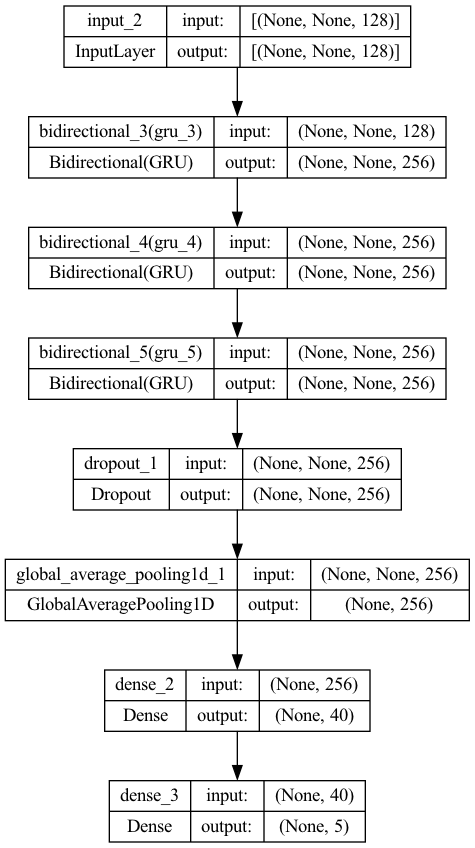 input_2 input: [(None, None, 128)]
InputLayer output: [(None, None, 128)]
bidirectional_3(gru_3) input: (None, None, 128)
Bidirectional(GRU) output: (None, None, 256)
bidirectional_4(gru_4) input: (None, None, 256)
Bidirectional(GRU) output: (None, None, 256)
bidirectional_5(gru_5) input: (None, None, 256)
Bidirectional(GRU) output: (None, None, 256)
dropout_1 input: (None, None, 256)
Dropout output: (None, None, 256)
global_average_pooling1d_1 input: (None, None, 256)
GlobalAveragePooling1D output: (None, 256)
dense_2 input: (None, 256)
Dense output: (None, 40)
dense_3 input: (None, 40)
Dense output: (None, 5)